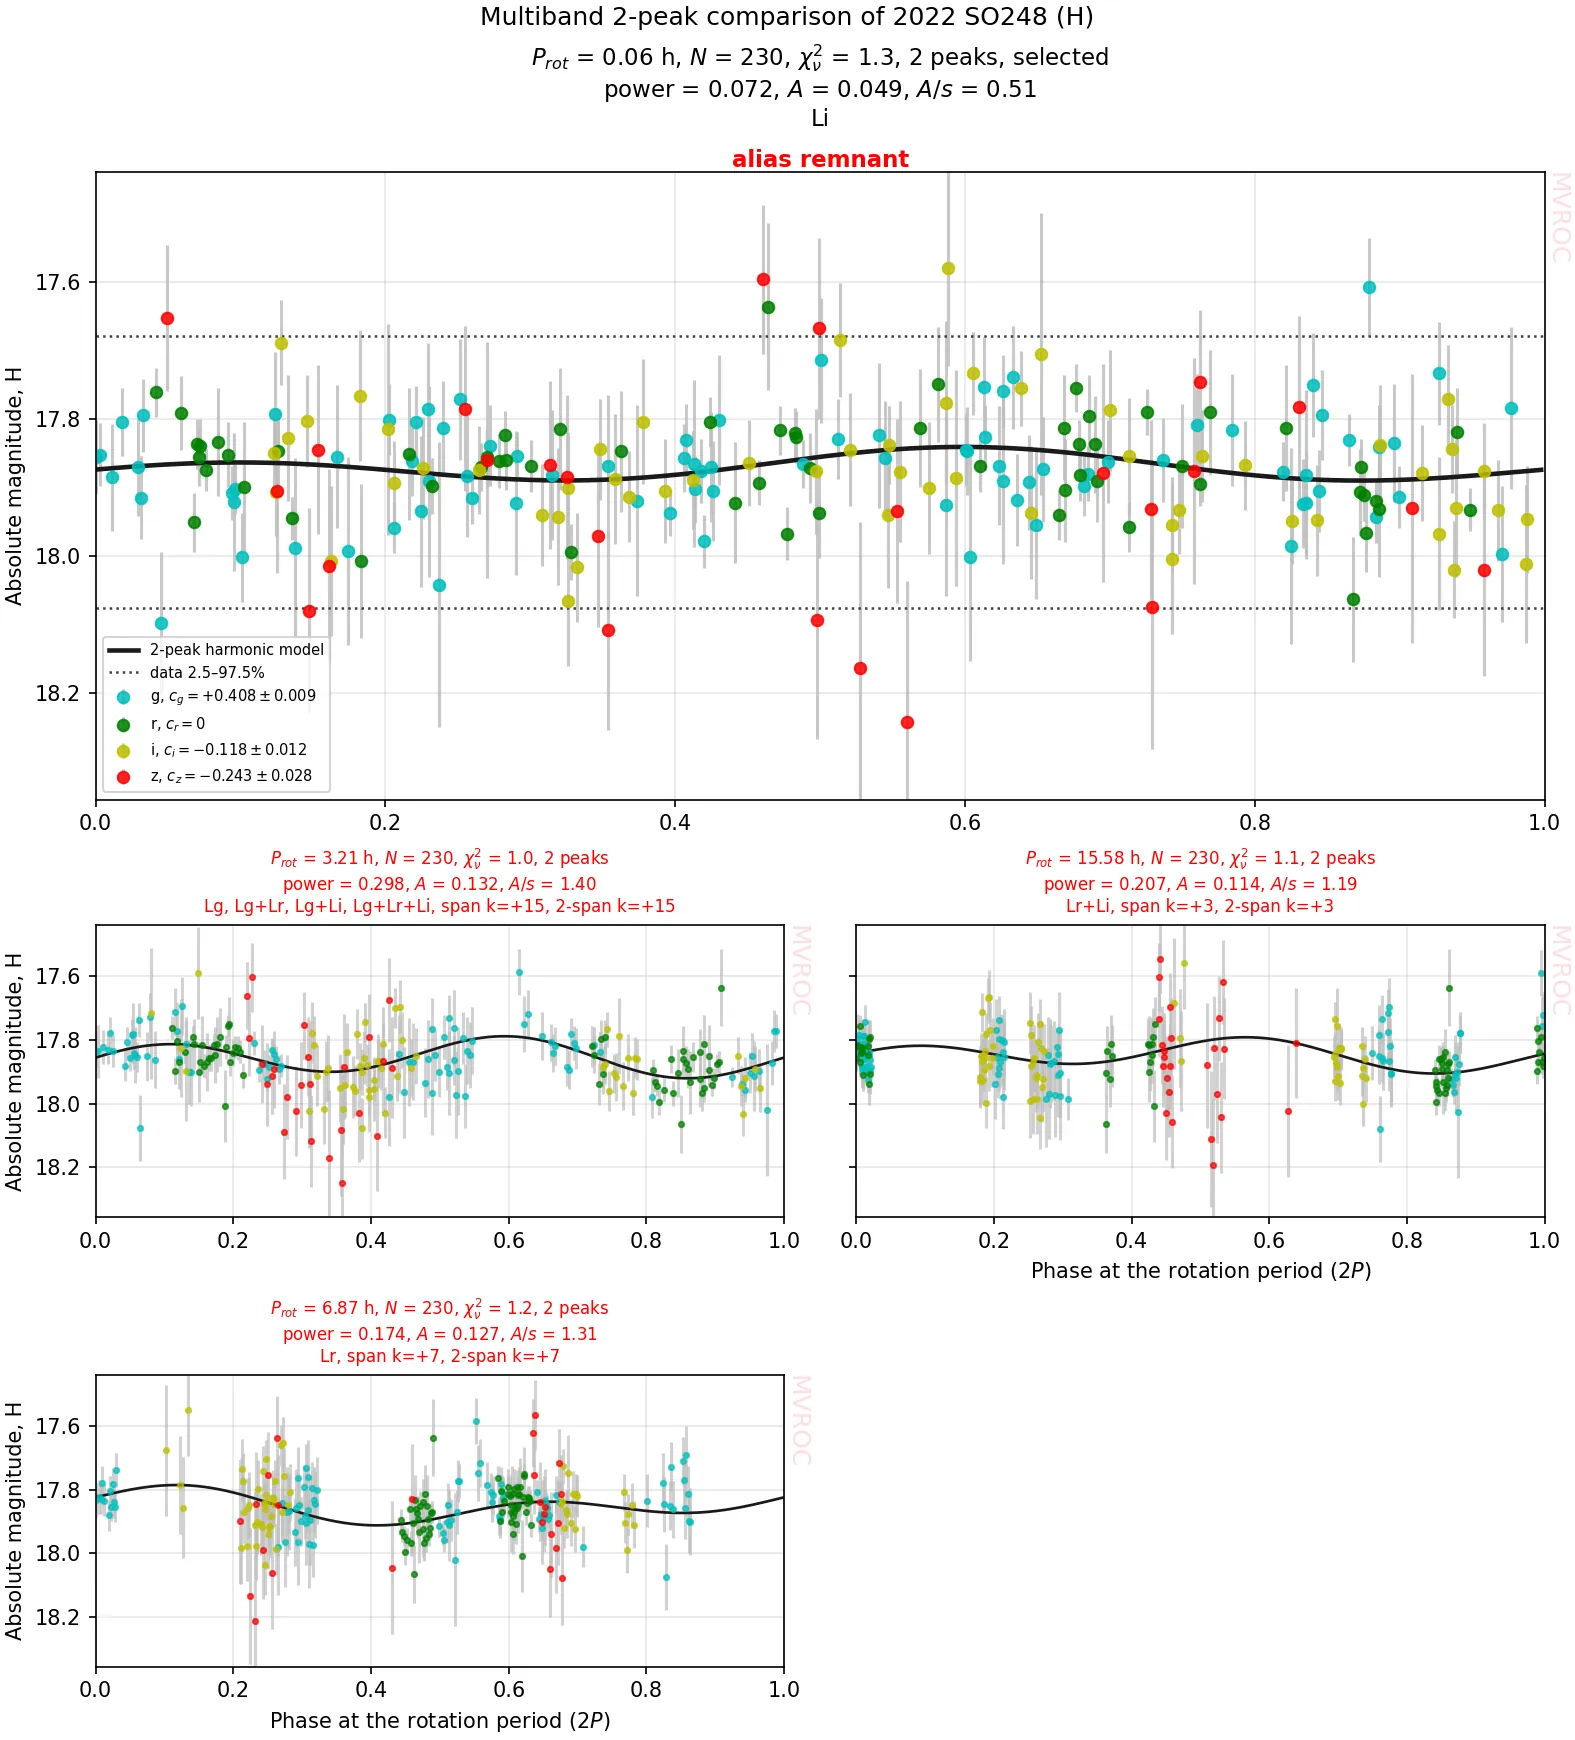 Multiband 2-peak comparison of 2022 SO248 (H)
P_rot = 0.06 h, N = 230, χ²_ν = 1.3, 2 peaks, selected
power = 0.072, A = 0.049, A/s = 0.51
Li
alias remnant
MVROC
Absolute magnitude, H
17.6
17.8
18.0
18.2
2-peak harmonic model
data 2.5–97.5%
g, c_g = +0.408 ± 0.009
r, c_r = 0
i, c_i = −0.118 ± 0.012
z, c_z = −0.243 ± 0.028
0.0 0.2 0.4 0.6 0.8 1.0
P_rot = 3.21 h, N = 230, χ²_ν = 1.0, 2 peaks
power = 0.298, A = 0.132, A/s = 1.40
Lg, Lg+Lr, Lg+Li, Lg+Lr+Li, span k=+15, 2-span k=+15
MVROC
Absolute magnitude, H
17.6
17.8
18.0
18.2
0.0 0.2 0.4 0.6 0.8 1.0
P_rot = 15.58 h, N = 230, χ²_ν = 1.1, 2 peaks
power = 0.207, A = 0.114, A/s = 1.19
Lr+Li, span k=+3, 2-span k=+3
MVROC
0.0 0.2 0.4 0.6 0.8 1.0
Phase at the rotation period (2P)
P_rot = 6.87 h, N = 230, χ²_ν = 1.2, 2 peaks
power = 0.174, A = 0.127, A/s = 1.31
Lr, span k=+7, 2-span k=+7
MVROC
Absolute magnitude, H
17.6
17.8
18.0
18.2
0.0 0.2 0.4 0.6 0.8 1.0
Phase at the rotation period (2P)